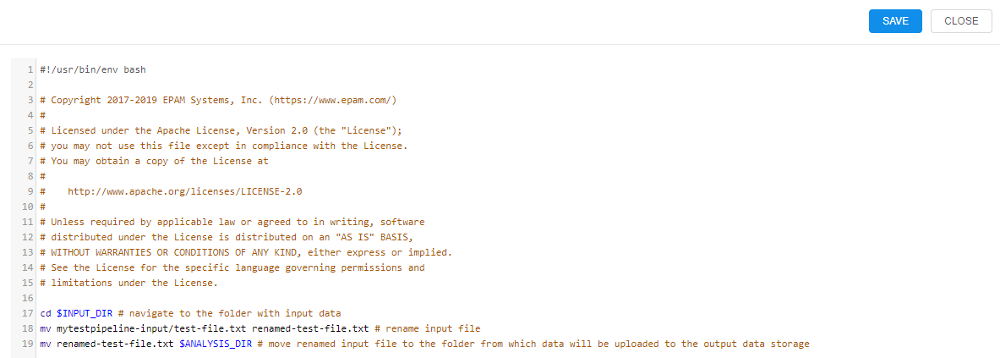 SAVE CLOSE
1 #!/usr/bin/env bash
2
3 # Copyright 2017-2019 EPAM Systems, Inc. (https://www.epam.com/)
4 #
5 # Licensed under the Apache License, Version 2.0 (the "License");
6 # you may not use this file except in compliance with the License.
7 # You may obtain a copy of the License at
8 #
9 #    http://www.apache.org/licenses/LICENSE-2.0
10 #
11 # Unless required by applicable law or agreed to in writing, software
12 # distributed under the License is distributed on an "AS IS" BASIS,
13 # WITHOUT WARRANTIES OR CONDITIONS OF ANY KIND, either express or implied.
14 # See the License for the specific language governing permissions and
15 # limitations under the License.
16
17 cd $INPUT_DIR # navigate to the folder with input data
18 mv mytestpipeline-input/test-file.txt renamed-test-file.txt # rename input file
19 mv renamed-test-file.txt $ANALYSIS_DIR # move renamed input file to the folder from which data will be uploaded to the output data storage